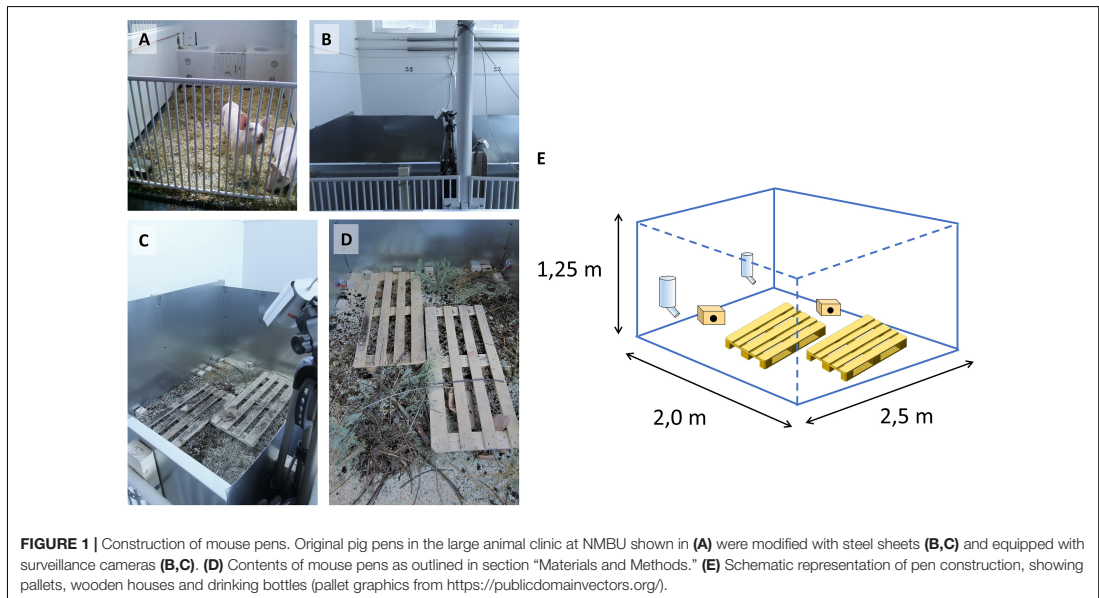 A
B
C
D
E
1,25 m
2,0 m
2,5 m
FIGURE 1 | Construction of mouse pens. Original pig pens in the large animal clinic at NMBU shown in (A) were modified with steel sheets (B,C) and equipped with
surveillance cameras (B,C). (D) Contents of mouse pens as outlined in section “Materials and Methods.” (E) Schematic representation of pen construction, showing
pallets, wooden houses and drinking bottles (pallet graphics from https://publicdomainvectors.org/).